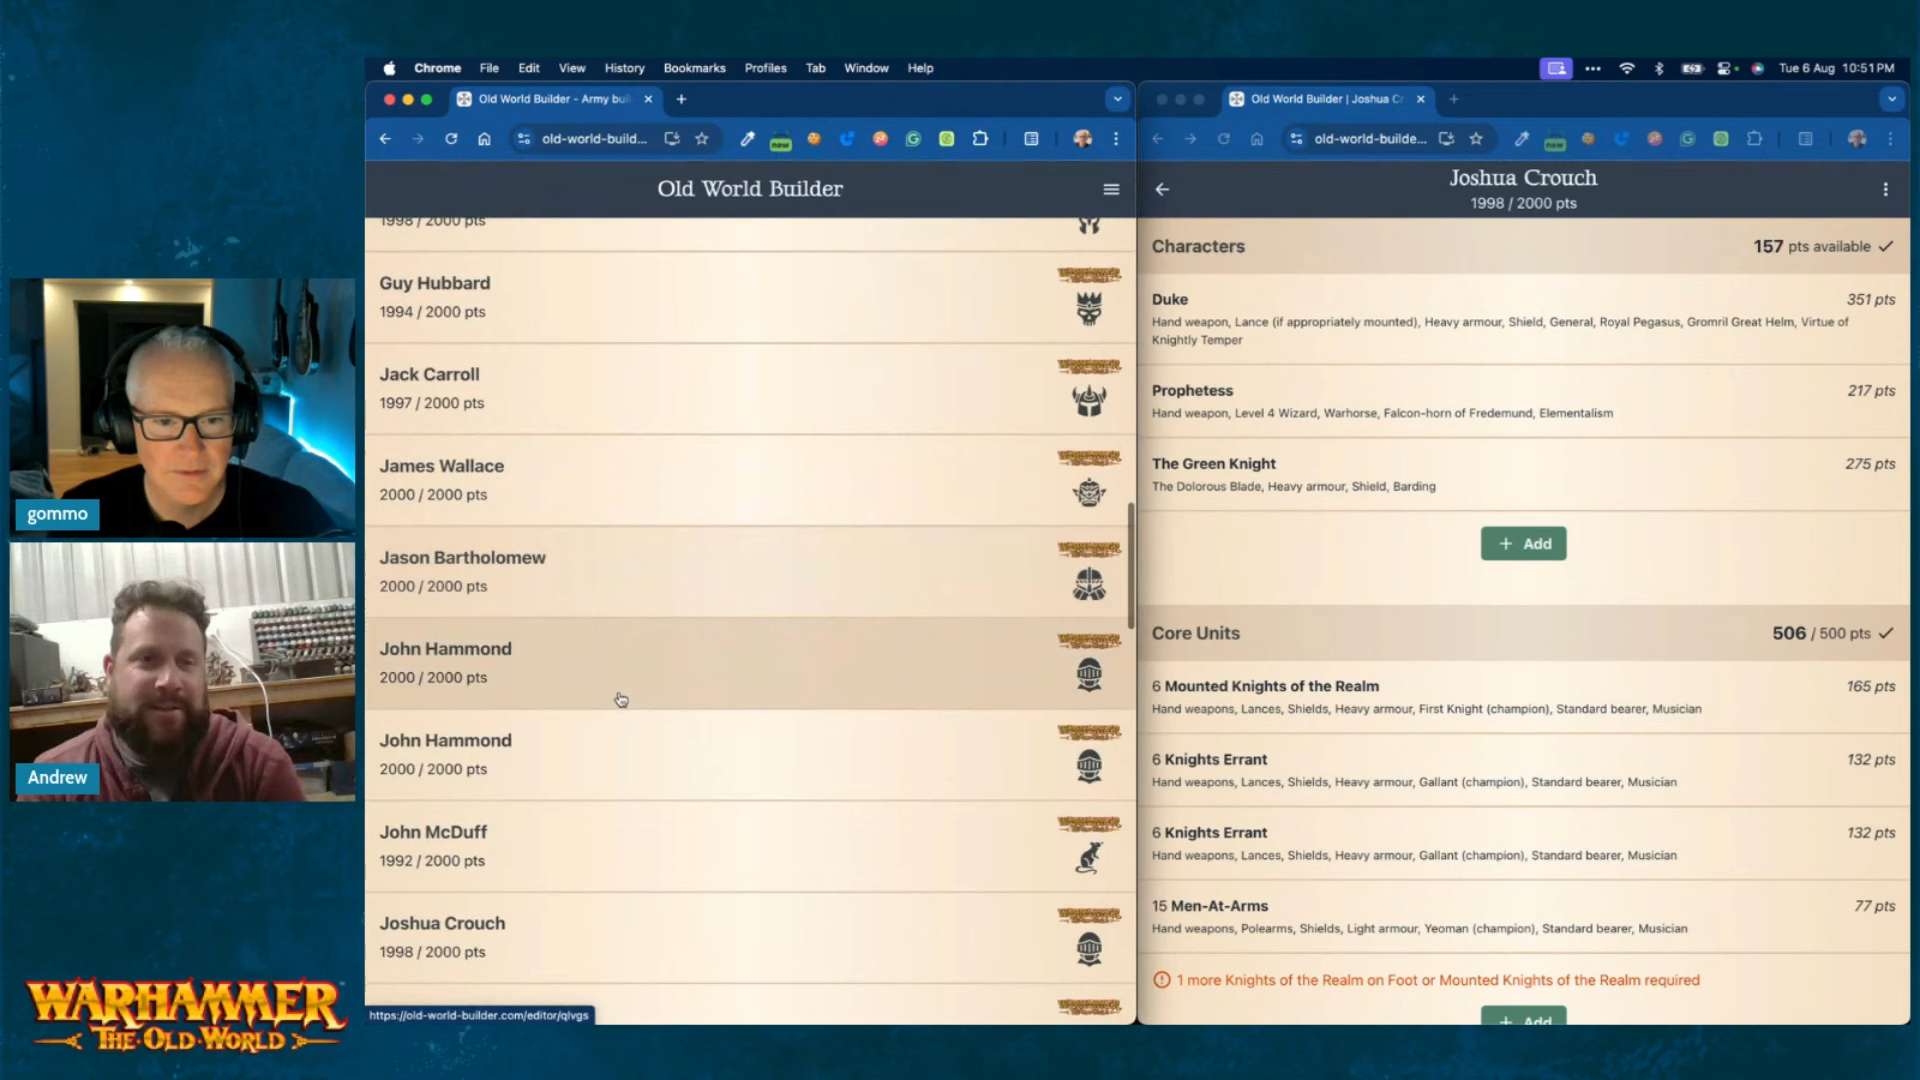 Chrome File Edit View History Bookmarks Profiles Tab Window Help
Tue 6 Aug 10:51 PM
Old World Builder - Army buil
old-world-build...
new
Old World Builder
1998 / 2000 pts
Guy Hubbard
1994 / 2000 pts
Jack Carroll
1997 / 2000 pts
James Wallace
2000 / 2000 pts
Jason Bartholomew
2000 / 2000 pts
John Hammond
2000 / 2000 pts
John Hammond
2000 / 2000 pts
John McDuff
1992 / 2000 pts
Joshua Crouch
1998 / 2000 pts
https://old-world-builder.com/editor/qlvgs
Old World Builder | Joshua Cr
old-world-builde...
new
Joshua Crouch
1998 / 2000 pts
Characters
157 pts available
Duke
351 pts
Hand weapon, Lance (if appropriately mounted), Heavy armour, Shield, General, Royal Pegasus, Gromril Great Helm, Virtue of
Knightly Temper
Prophetess
217 pts
Hand weapon, Level 4 Wizard, Warhorse, Falcon-horn of Fredemund, Elementalism
The Green Knight
275 pts
The Dolorous Blade, Heavy armour, Shield, Barding
+ Add
Core Units
506 / 500 pts
6 Mounted Knights of the Realm
165 pts
Hand weapons, Lances, Shields, Heavy armour, First Knight (champion), Standard bearer, Musician
6 Knights Errant
132 pts
Hand weapons, Lances, Shields, Heavy armour, Gallant (champion), Standard bearer, Musician
6 Knights Errant
132 pts
Hand weapons, Lances, Shields, Heavy armour, Gallant (champion), Standard bearer, Musician
15 Men-At-Arms
77 pts
Hand weapons, Polearms, Shields, Light armour, Yeoman (champion), Standard bearer, Musician
1 more Knights of the Realm on Foot or Mounted Knights of the Realm required
+ Add
gommo
Andrew
WARHAMMER
THE·OLD·WORLD